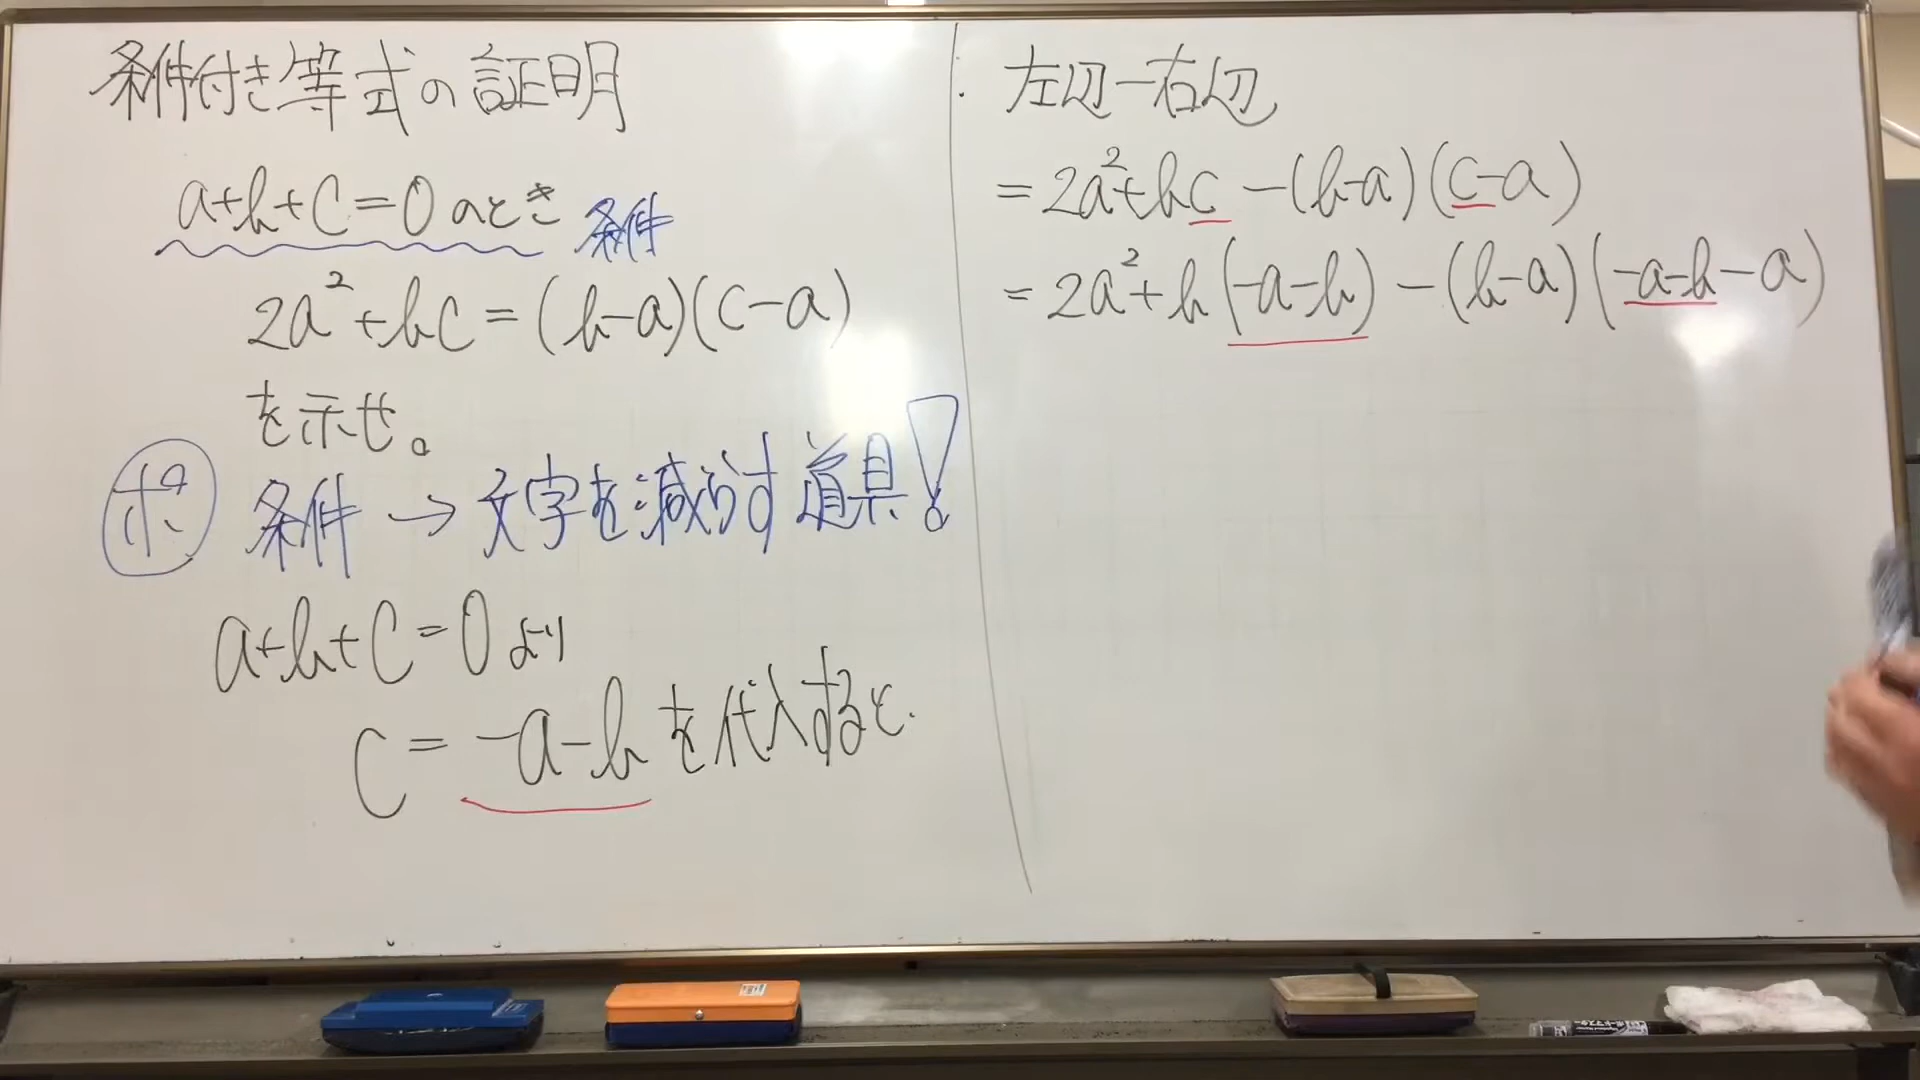 条件付き等式の証明
a+b+c=0のとき 条件
2a²+bc=(b-a)(c-a)
を示せ。
ポ 条件→文字を減らす道具!
a+b+c=0より
c=-a-bを代入すると.
左辺-右辺
=2a²+bc-(b-a)(c-a)
=2a²+b(-a-b)-(b-a)(-a-b-a)